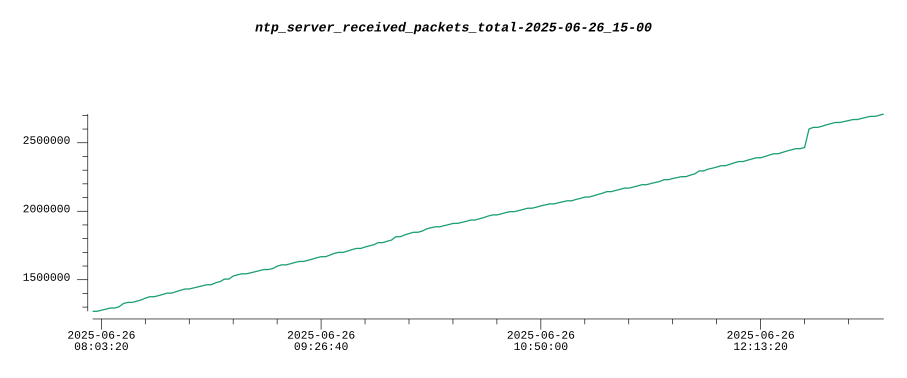 ntp_server_received_packets_total-2025-06-26_15-00
2500000
2000000
1500000
2025-06-26 2025-06-26 2025-06-26 2025-06-26
08:03:20 09:26:40 10:50:00 12:13:20